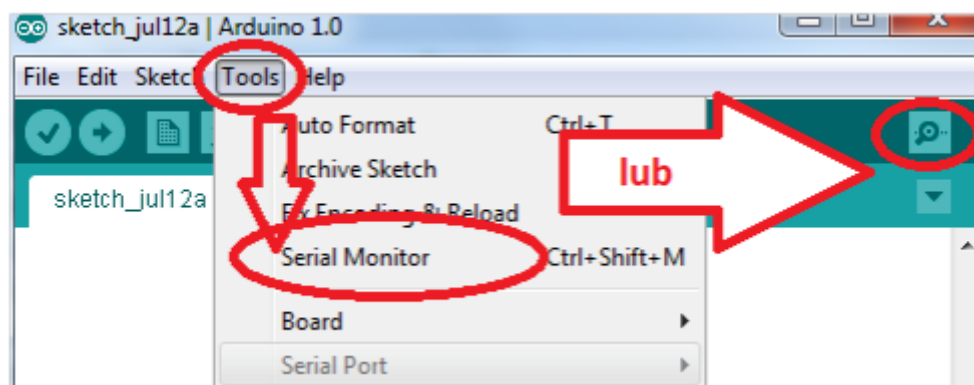 sketch_jul12a | Arduino 1.0
File Edit Sketch Tools Help
Auto Format Ctrl+T
Archive Sketch
sketch_jul12a
lub
Fix Encoding & Reload
Serial Monitor Ctrl+Shift+M
Board
Serial Port